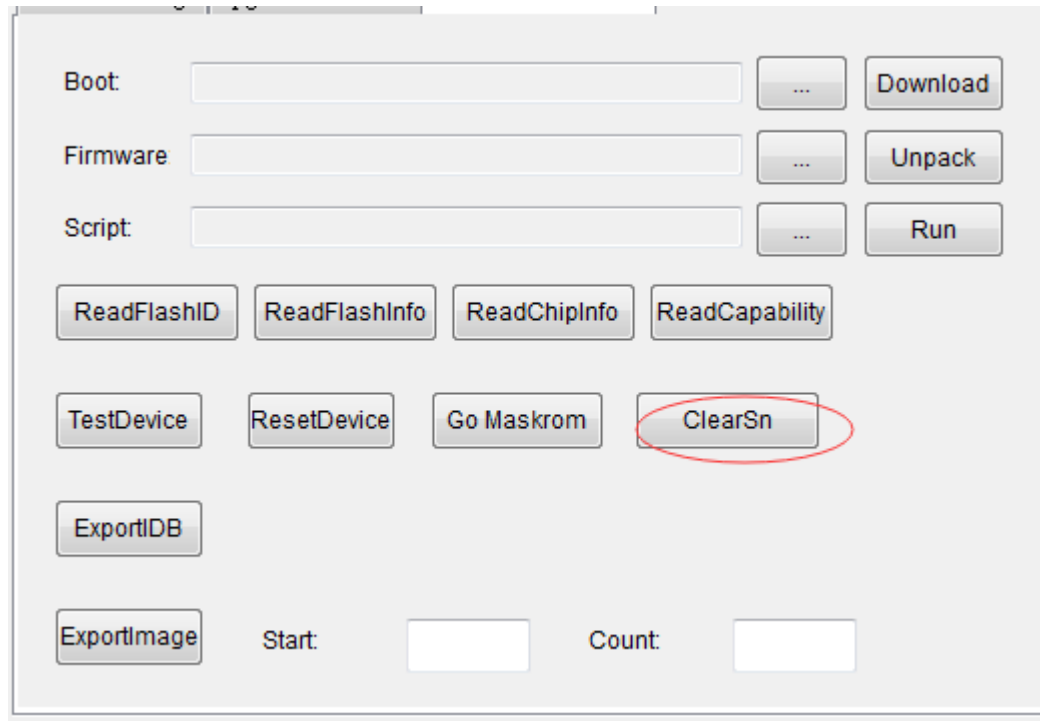 Boot: ... Download
Firmware ... Unpack
Script: ... Run
ReadFlashID ReadFlashInfo ReadChipInfo ReadCapability
TestDevice ResetDevice Go Maskrom ClearSn
ExportIDB
ExportImage Start: Count: